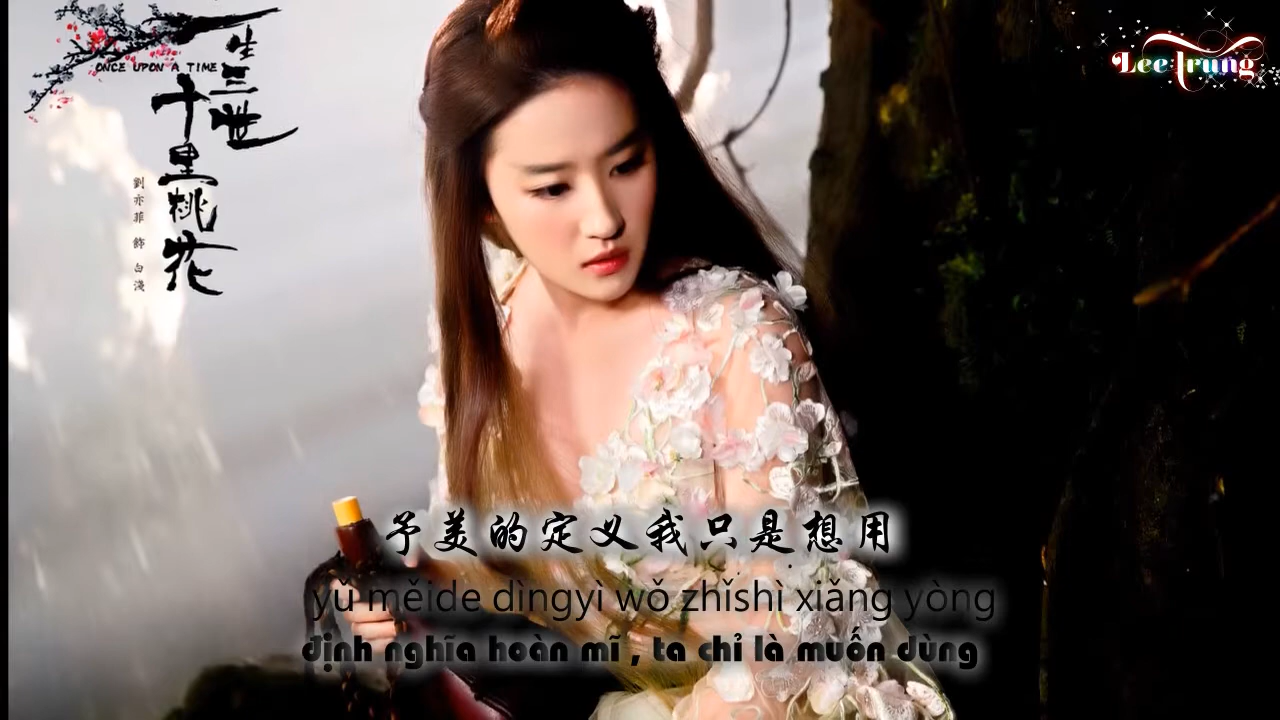 三生三世
ONCE UPON A TIME
十里桃花
劉亦菲 飾 白淺
Lee Trung
予美的定义我只是想用
yǔ měide dìngyì wǒ zhǐshì xiǎng yòng
định nghĩa hoàn mĩ , ta chỉ là muốn dùng